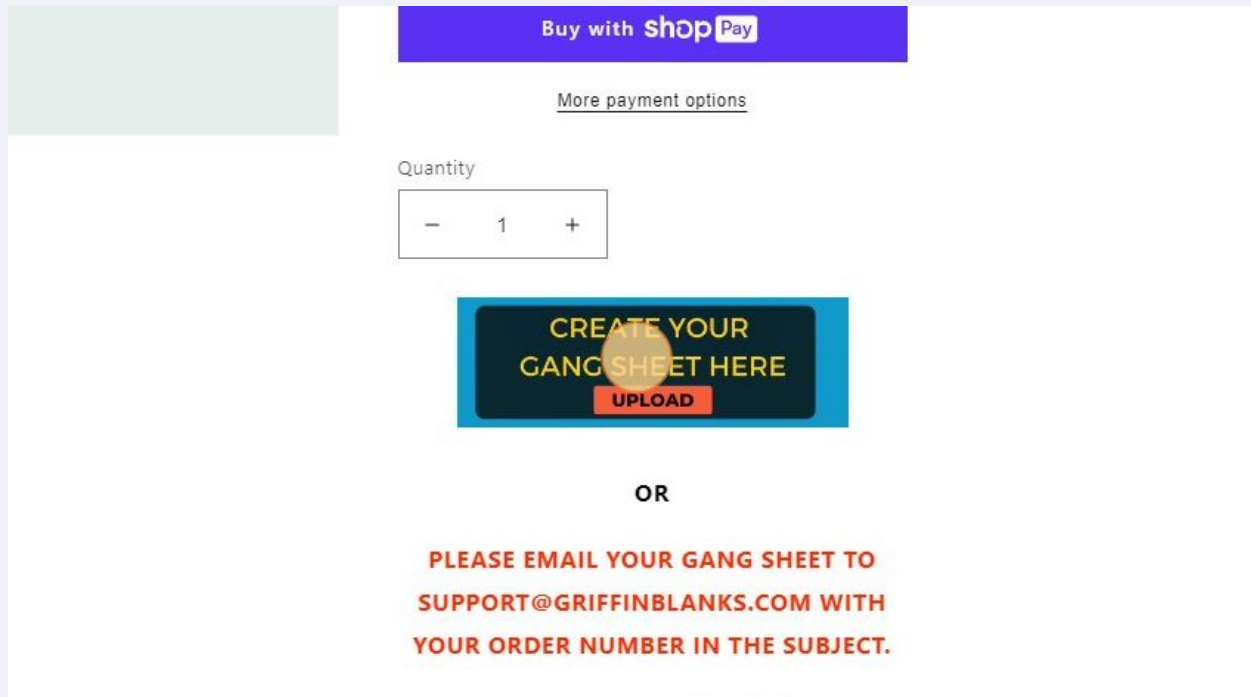 Buy with shop Pay
More payment options
Quantity
− 1 +
CREATE YOUR
GANG SHEET HERE
UPLOAD
OR
PLEASE EMAIL YOUR GANG SHEET TO
SUPPORT@GRIFFINBLANKS.COM WITH
YOUR ORDER NUMBER IN THE SUBJECT.